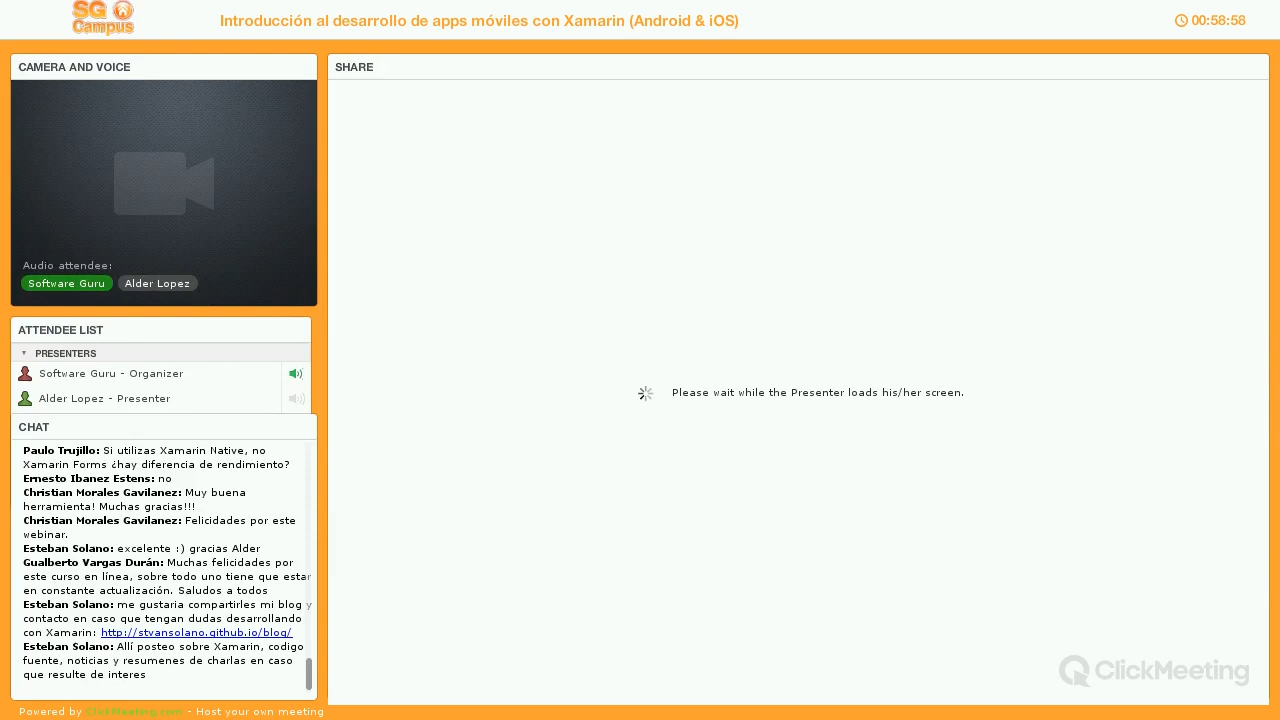 SG
Campus
Introducción al desarrollo de apps móviles con Xamarin (Android & iOS)
00:58:58
CAMERA AND VOICE
Audio attendee:
Software Guru
Alder Lopez
ATTENDEE LIST
PRESENTERS
Software Guru - Organizer
Alder Lopez - Presenter
CHAT
Paulo Trujillo: Si utilizas Xamarin Native, no
Xamarin Forms ¿hay diferencia de rendimiento?
Ernesto Ibanez Estens: no
Christian Morales Gavilanez: Muy buena
herramienta! Muchas gracias!!!
Christian Morales Gavilanez: Felicidades por este
webinar.
Esteban Solano: excelente :) gracias Alder
Gualberto Vargas Durán: Muchas felicidades por
este curso en línea, sobre todo uno tiene que estar
en constante actualización. Saludos a todos
Esteban Solano: me gustaria compartirles mi blog y
contacto en caso que tengan dudas desarrollando
con Xamarin: http://stvansolano.github.io/blog/
Esteban Solano: Allí posteo sobre Xamarin, codigo
fuente, noticias y resumenes de charlas en caso
que resulte de interes
SHARE
Please wait while the Presenter loads his/her screen.
ClickMeeting
Powered by ClickMeeting.com - Host your own meeting